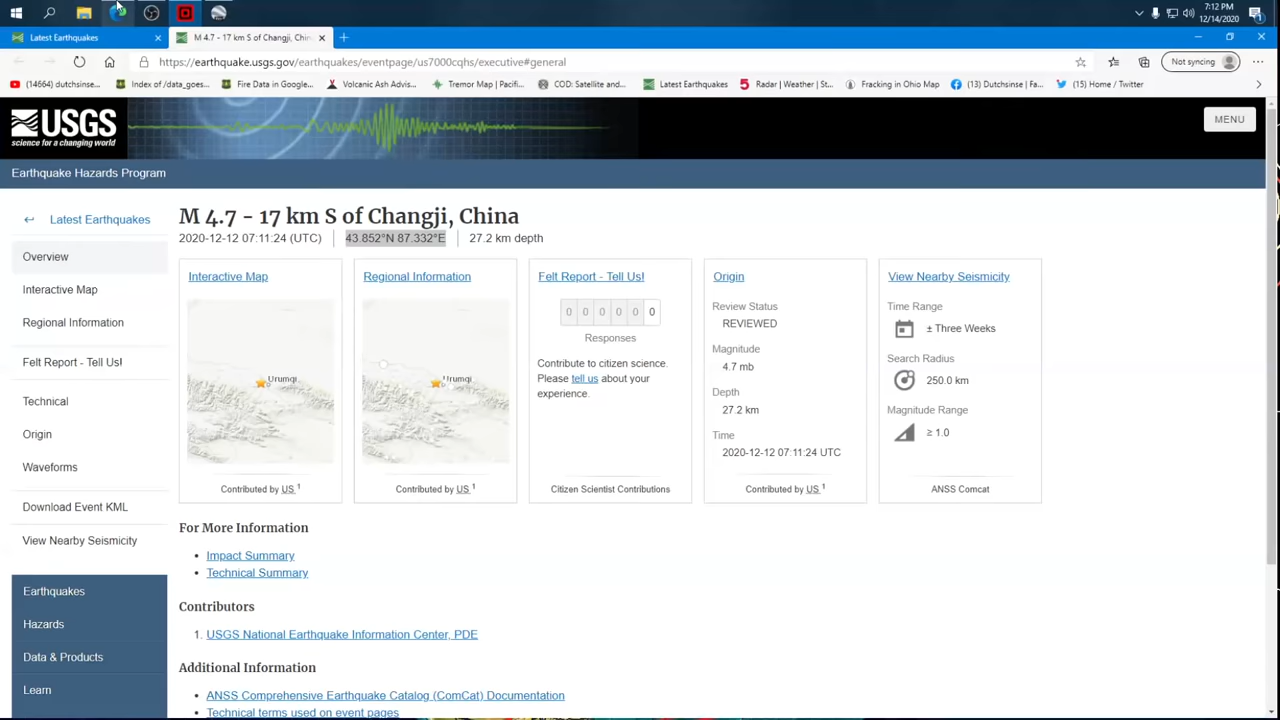 7:12 PM
12/14/2020
Latest Earthquakes
M 4.7 - 17 km S of Changji, Chin
https://earthquake.usgs.gov/earthquakes/eventpage/us7000cqhs/executive#general
Not syncing
(14664) dutchsinse...
Index of /data_goes...
Fire Data in Google...
Volcanic Ash Advis...
Tremor Map | Pacifi...
COD: Satellite and...
Latest Earthquakes
Radar | Weather | St...
Fracking in Ohio Map
(13) Dutchsinse | Fa...
(15) Home / Twitter
USGS
science for a changing world
MENU
Earthquake Hazards Program
Latest Earthquakes
Overview
Interactive Map
Regional Information
Felt Report - Tell Us!
Technical
Origin
Waveforms
Download Event KML
View Nearby Seismicity
Earthquakes
Hazards
Data & Products
Learn
M 4.7 - 17 km S of Changji, China
2020-12-12 07:11:24 (UTC) 43.852°N 87.332°E 27.2 km depth
Interactive Map
Urumqi
Contributed by US 1
Regional Information
Urumqi
Contributed by US 1
Felt Report - Tell Us!
0 0 0 0 0 0
Responses
Contribute to citizen science.
Please tell us about your
experience.
Citizen Scientist Contributions
Origin
Review Status
REVIEWED
Magnitude
4.7 mb
Depth
27.2 km
Time
2020-12-12 07:11:24 UTC
Contributed by US 1
View Nearby Seismicity
Time Range
± Three Weeks
Search Radius
250.0 km
Magnitude Range
≥ 1.0
ANSS Comcat
For More Information
Impact Summary
Technical Summary
Contributors
1. USGS National Earthquake Information Center, PDE
Additional Information
ANSS Comprehensive Earthquake Catalog (ComCat) Documentation
Technical terms used on event pages